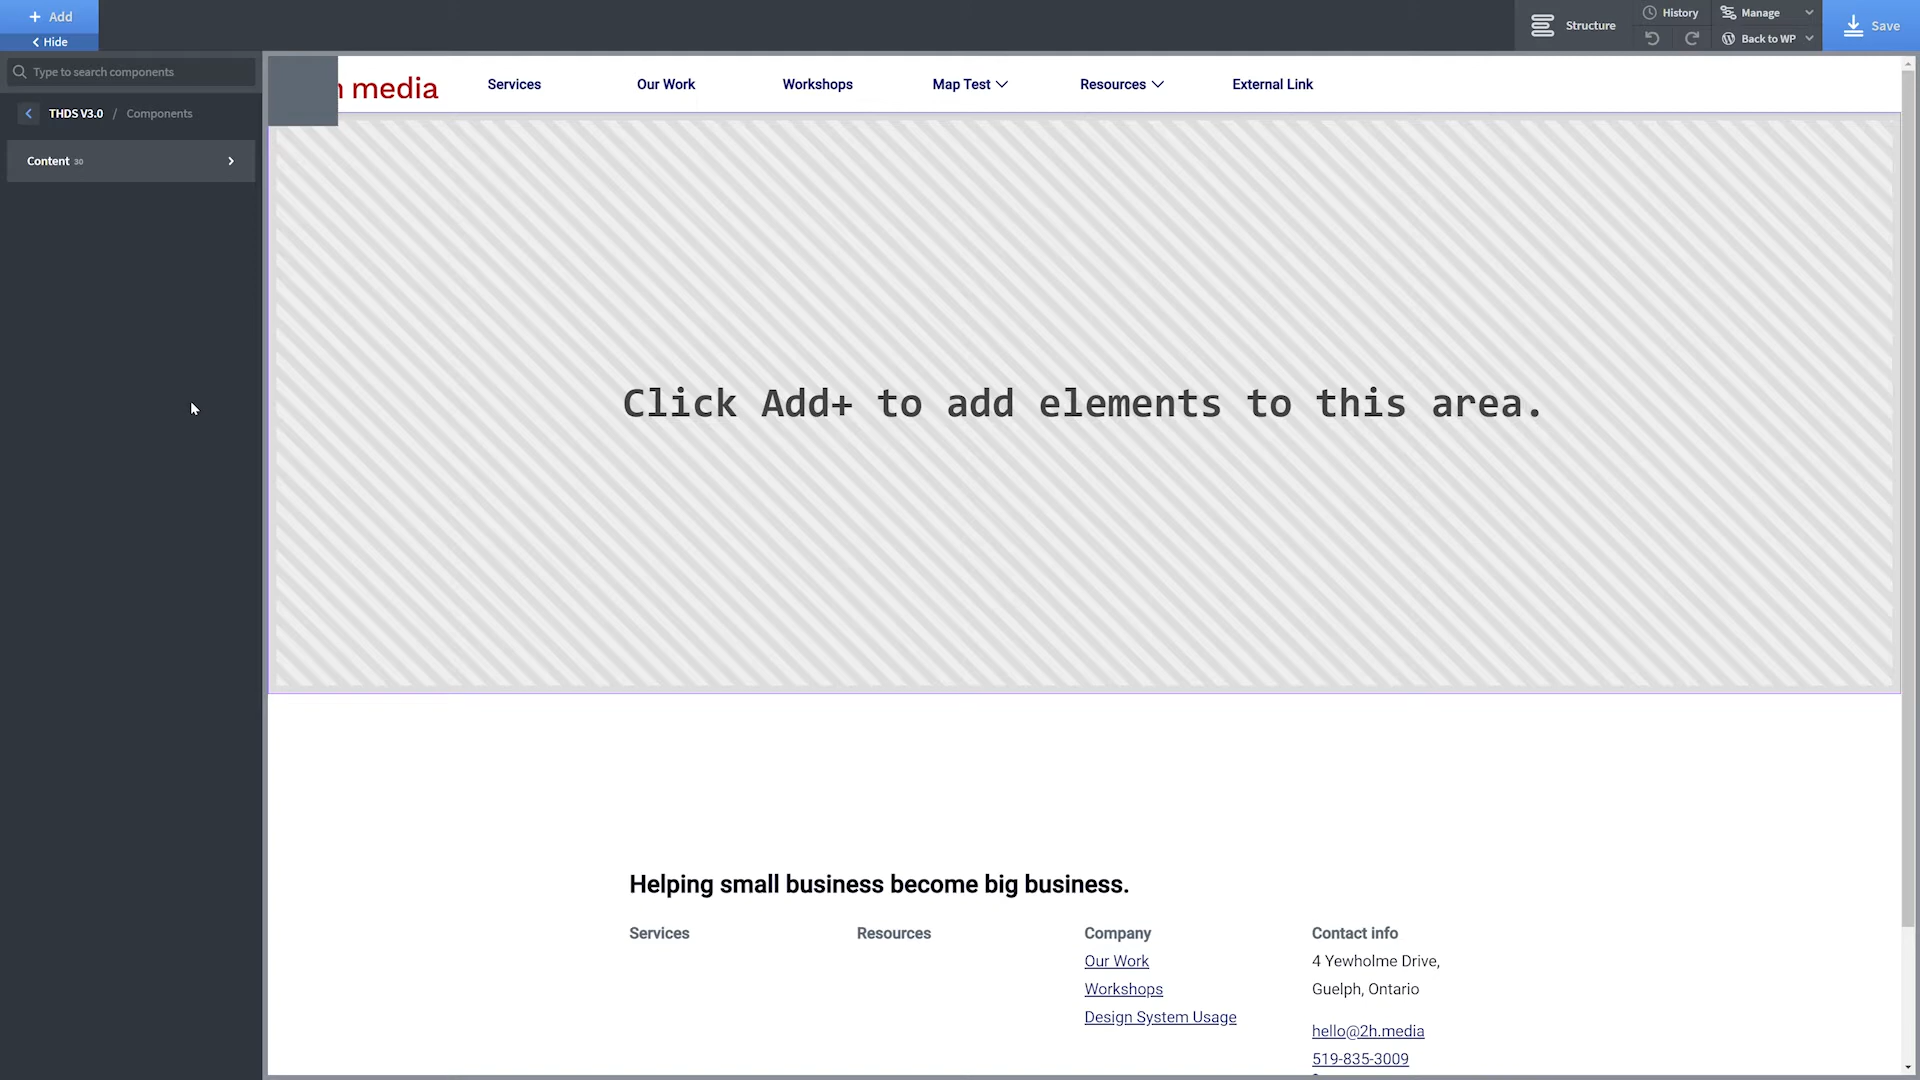 Add
Hide
Structure
History
Manage
Back to WP
Save
Type to search components
THDS V3.0 / Components
Content 30
media
Services
Our Work
Workshops
Map Test
Resources
External Link
Click Add+ to add elements to this area.
Helping small business become big business.
Services
Resources
Company
Our Work
Workshops
Design System Usage
Contact info
4 Yewholme Drive,
Guelph, Ontario
hello@2h.media
519-835-3009